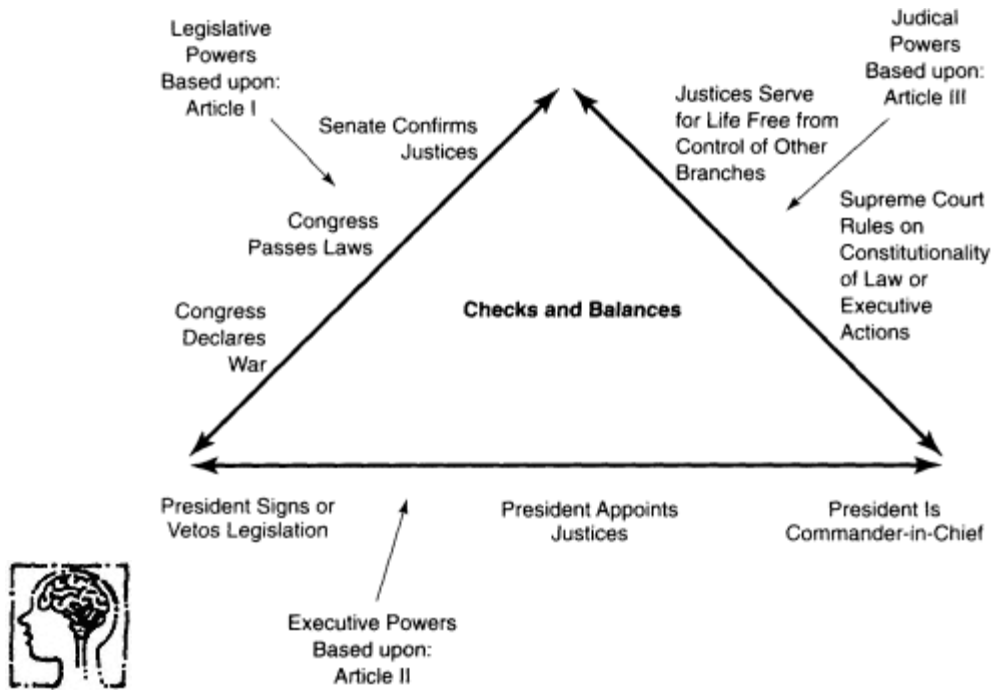 Legislative
Powers
Based upon:
Article I
Judical
Powers
Based upon:
Article III
Senate Confirms
Justices
Justices Serve
for Life Free from
Control of Other
Branches
Congress
Passes Laws
Supreme Court
Rules on
Constitutionality
of Law or
Executive
Actions
Congress
Declares
War
Checks and Balances
President Signs or
Vetos Legislation
President Appoints
Justices
President Is
Commander-in-Chief
Executive Powers
Based upon:
Article II